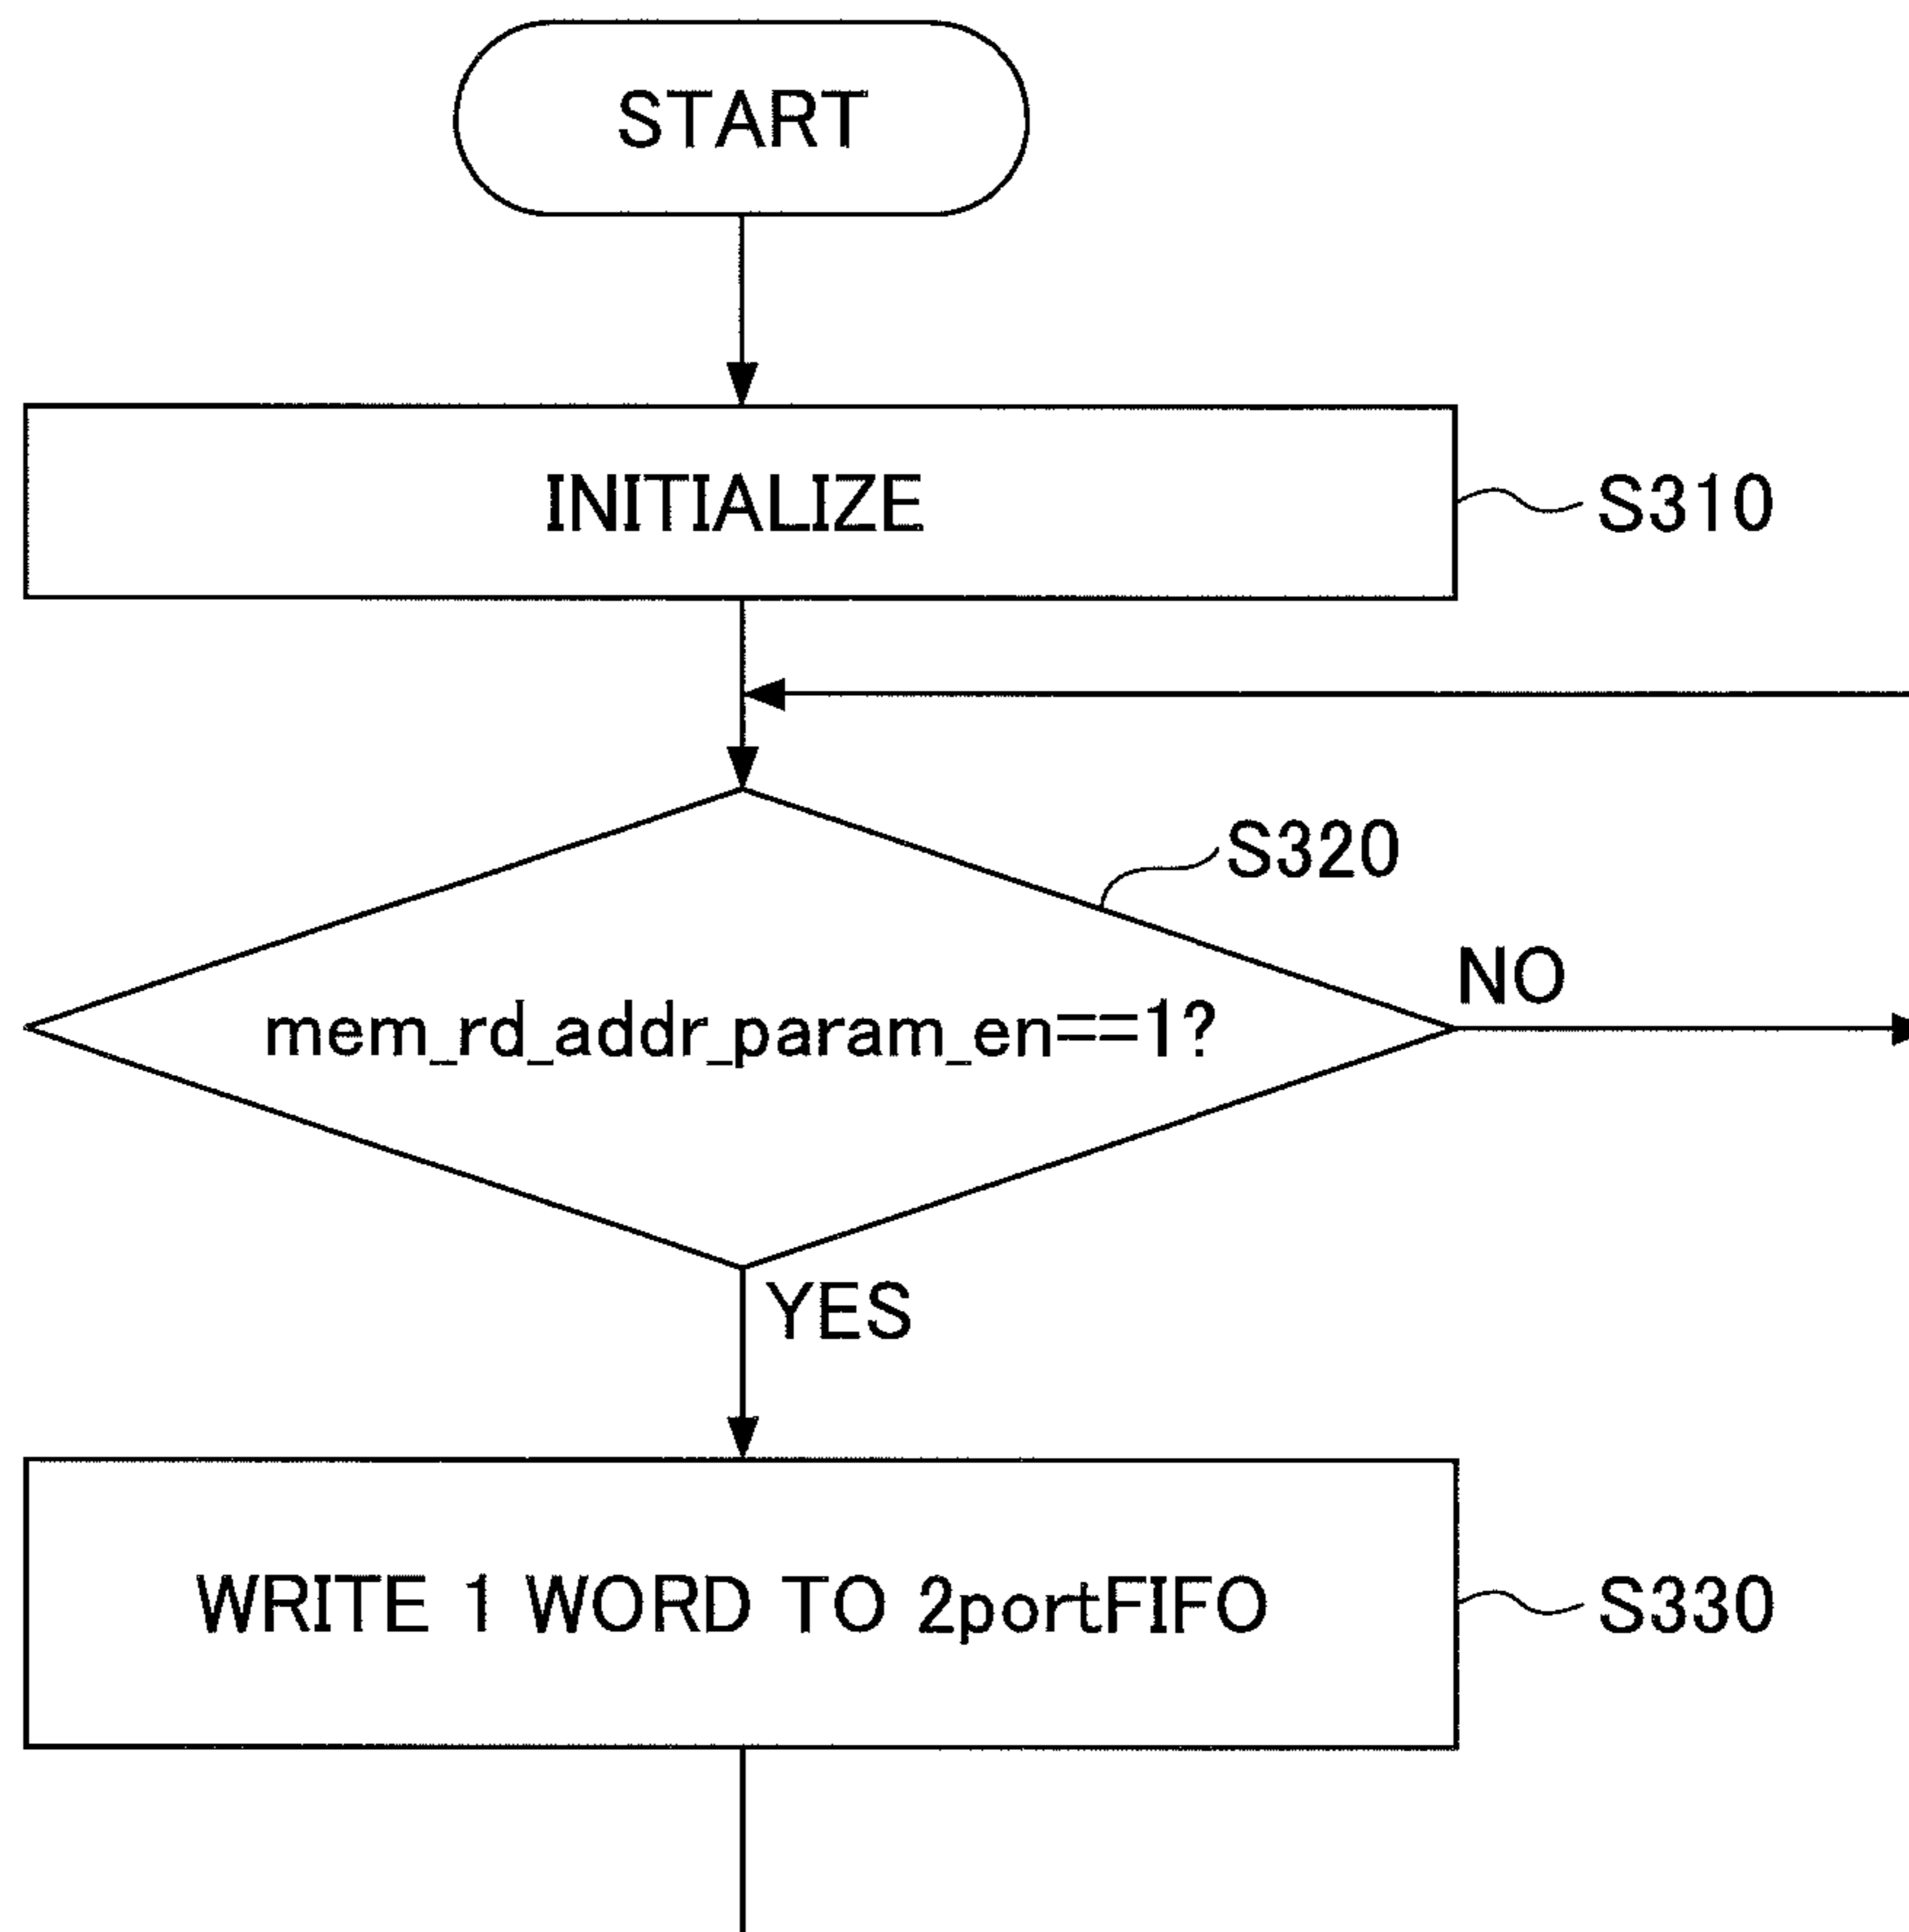 START
INITIALIZE
S310
S320
NO
mem_rd_addr_param_en==1?
YES
WRITE 1 WORD TO 2portFIFO
S330